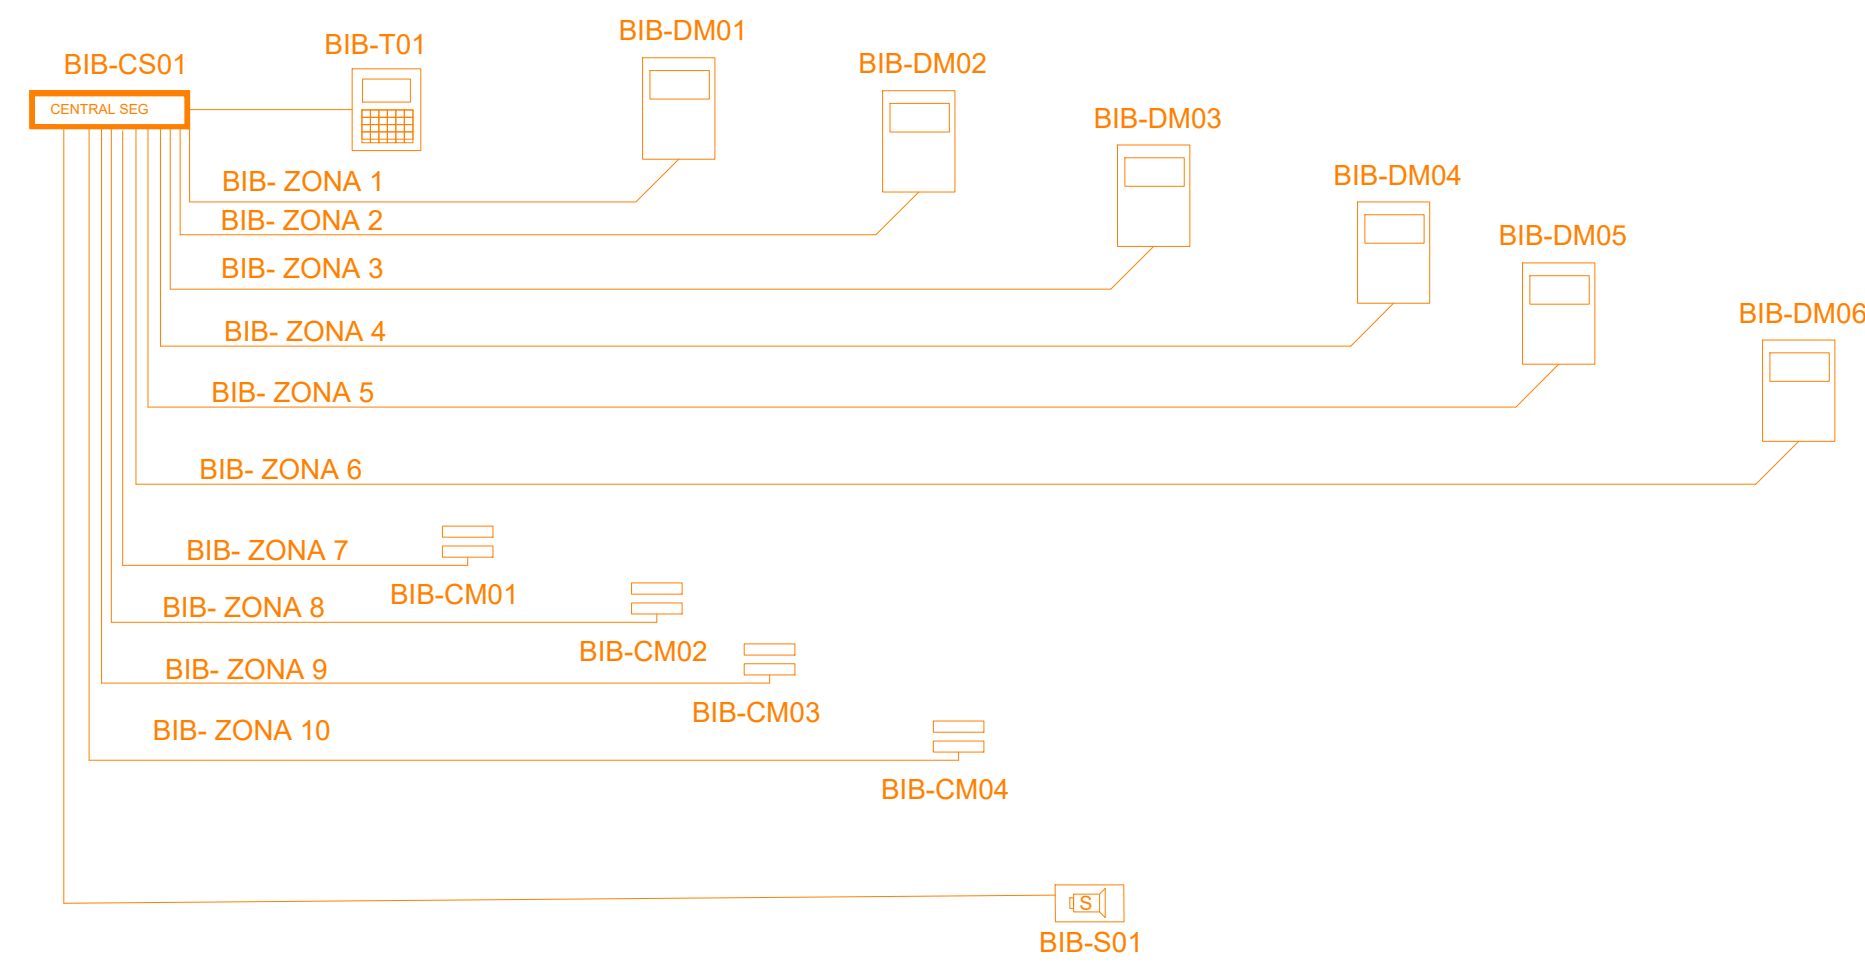 BIB-DM01
BIB-T01
BIB-CS01
BIB-DM02
CENTRAL SEG
BIB-DM03
BIB-DM04
BIB- ZONA 1
BIB- ZONA 2
BIB-DM05
BIB- ZONA 3
BIB-DM06
BIB- ZONA 4
BIB- ZONA 5
BIB- ZONA 6
BIB- ZONA 7
BIB-CM01
BIB- ZONA 8
BIB-CM02
BIB- ZONA 9
BIB-CM03
BIB- ZONA 10
BIB-CM04
S
BIB-S01